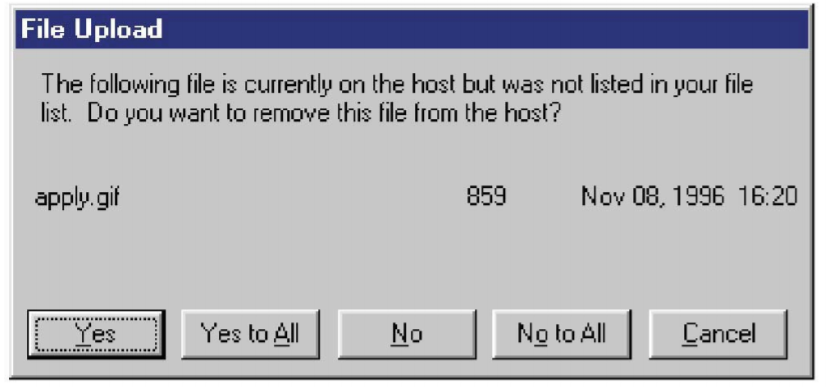 File Upload
The following file is currently on the host but was not listed in your file
list. Do you want to remove this file from the host?
apply.gif 859 Nov 08, 1996 16:20
Yes Yes to All No No to All Cancel